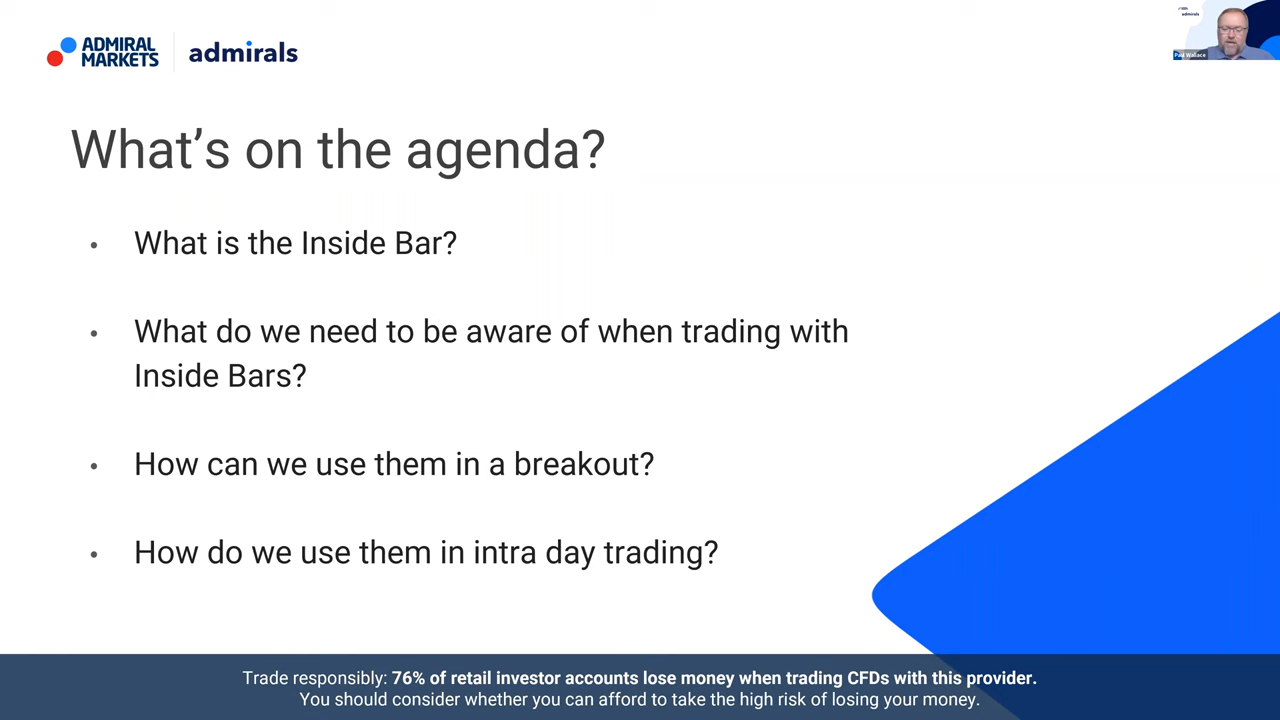 ADMIRAL
MARKETS
admirals
admirals
Paul Wallace
What's on the agenda?
• What is the Inside Bar?
• What do we need to be aware of when trading with
Inside Bars?
• How can we use them in a breakout?
• How do we use them in intra day trading?
Trade responsibly: 76% of retail investor accounts lose money when trading CFDs with this provider.
You should consider whether you can afford to take the high risk of losing your money.